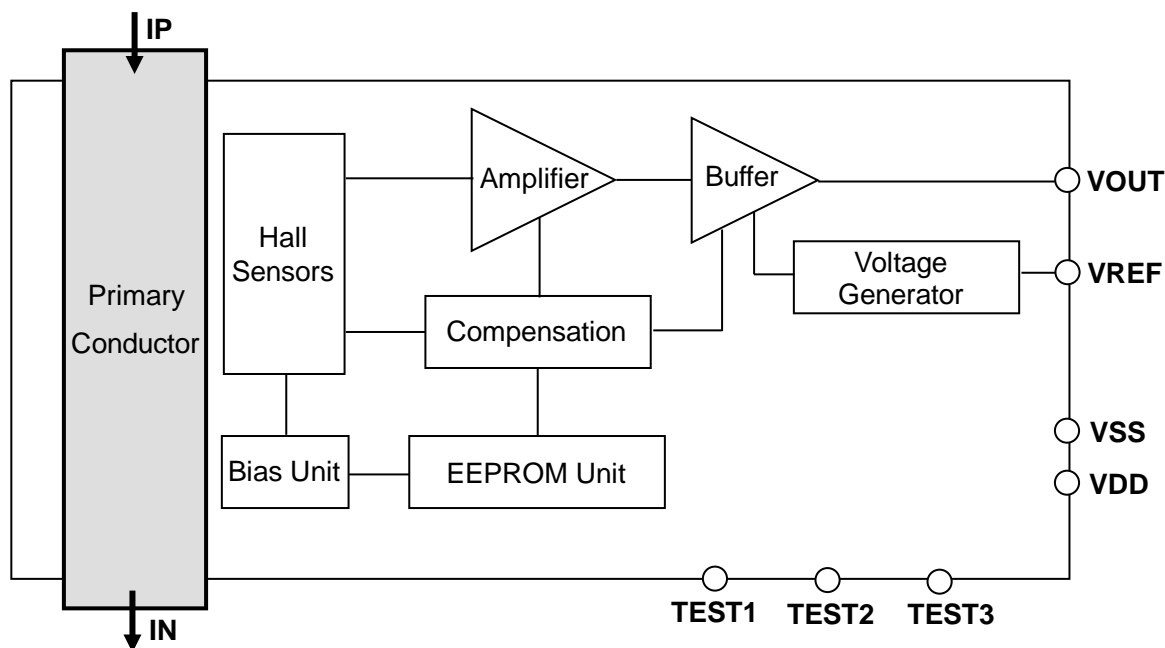 IP
Primary
Conductor
IN
Hall
Sensors
Amplifier
Buffer
VOUT
Voltage
Generator
VREF
Compensation
Bias Unit
EEPROM Unit
VSS
VDD
TEST1
TEST2
TEST3